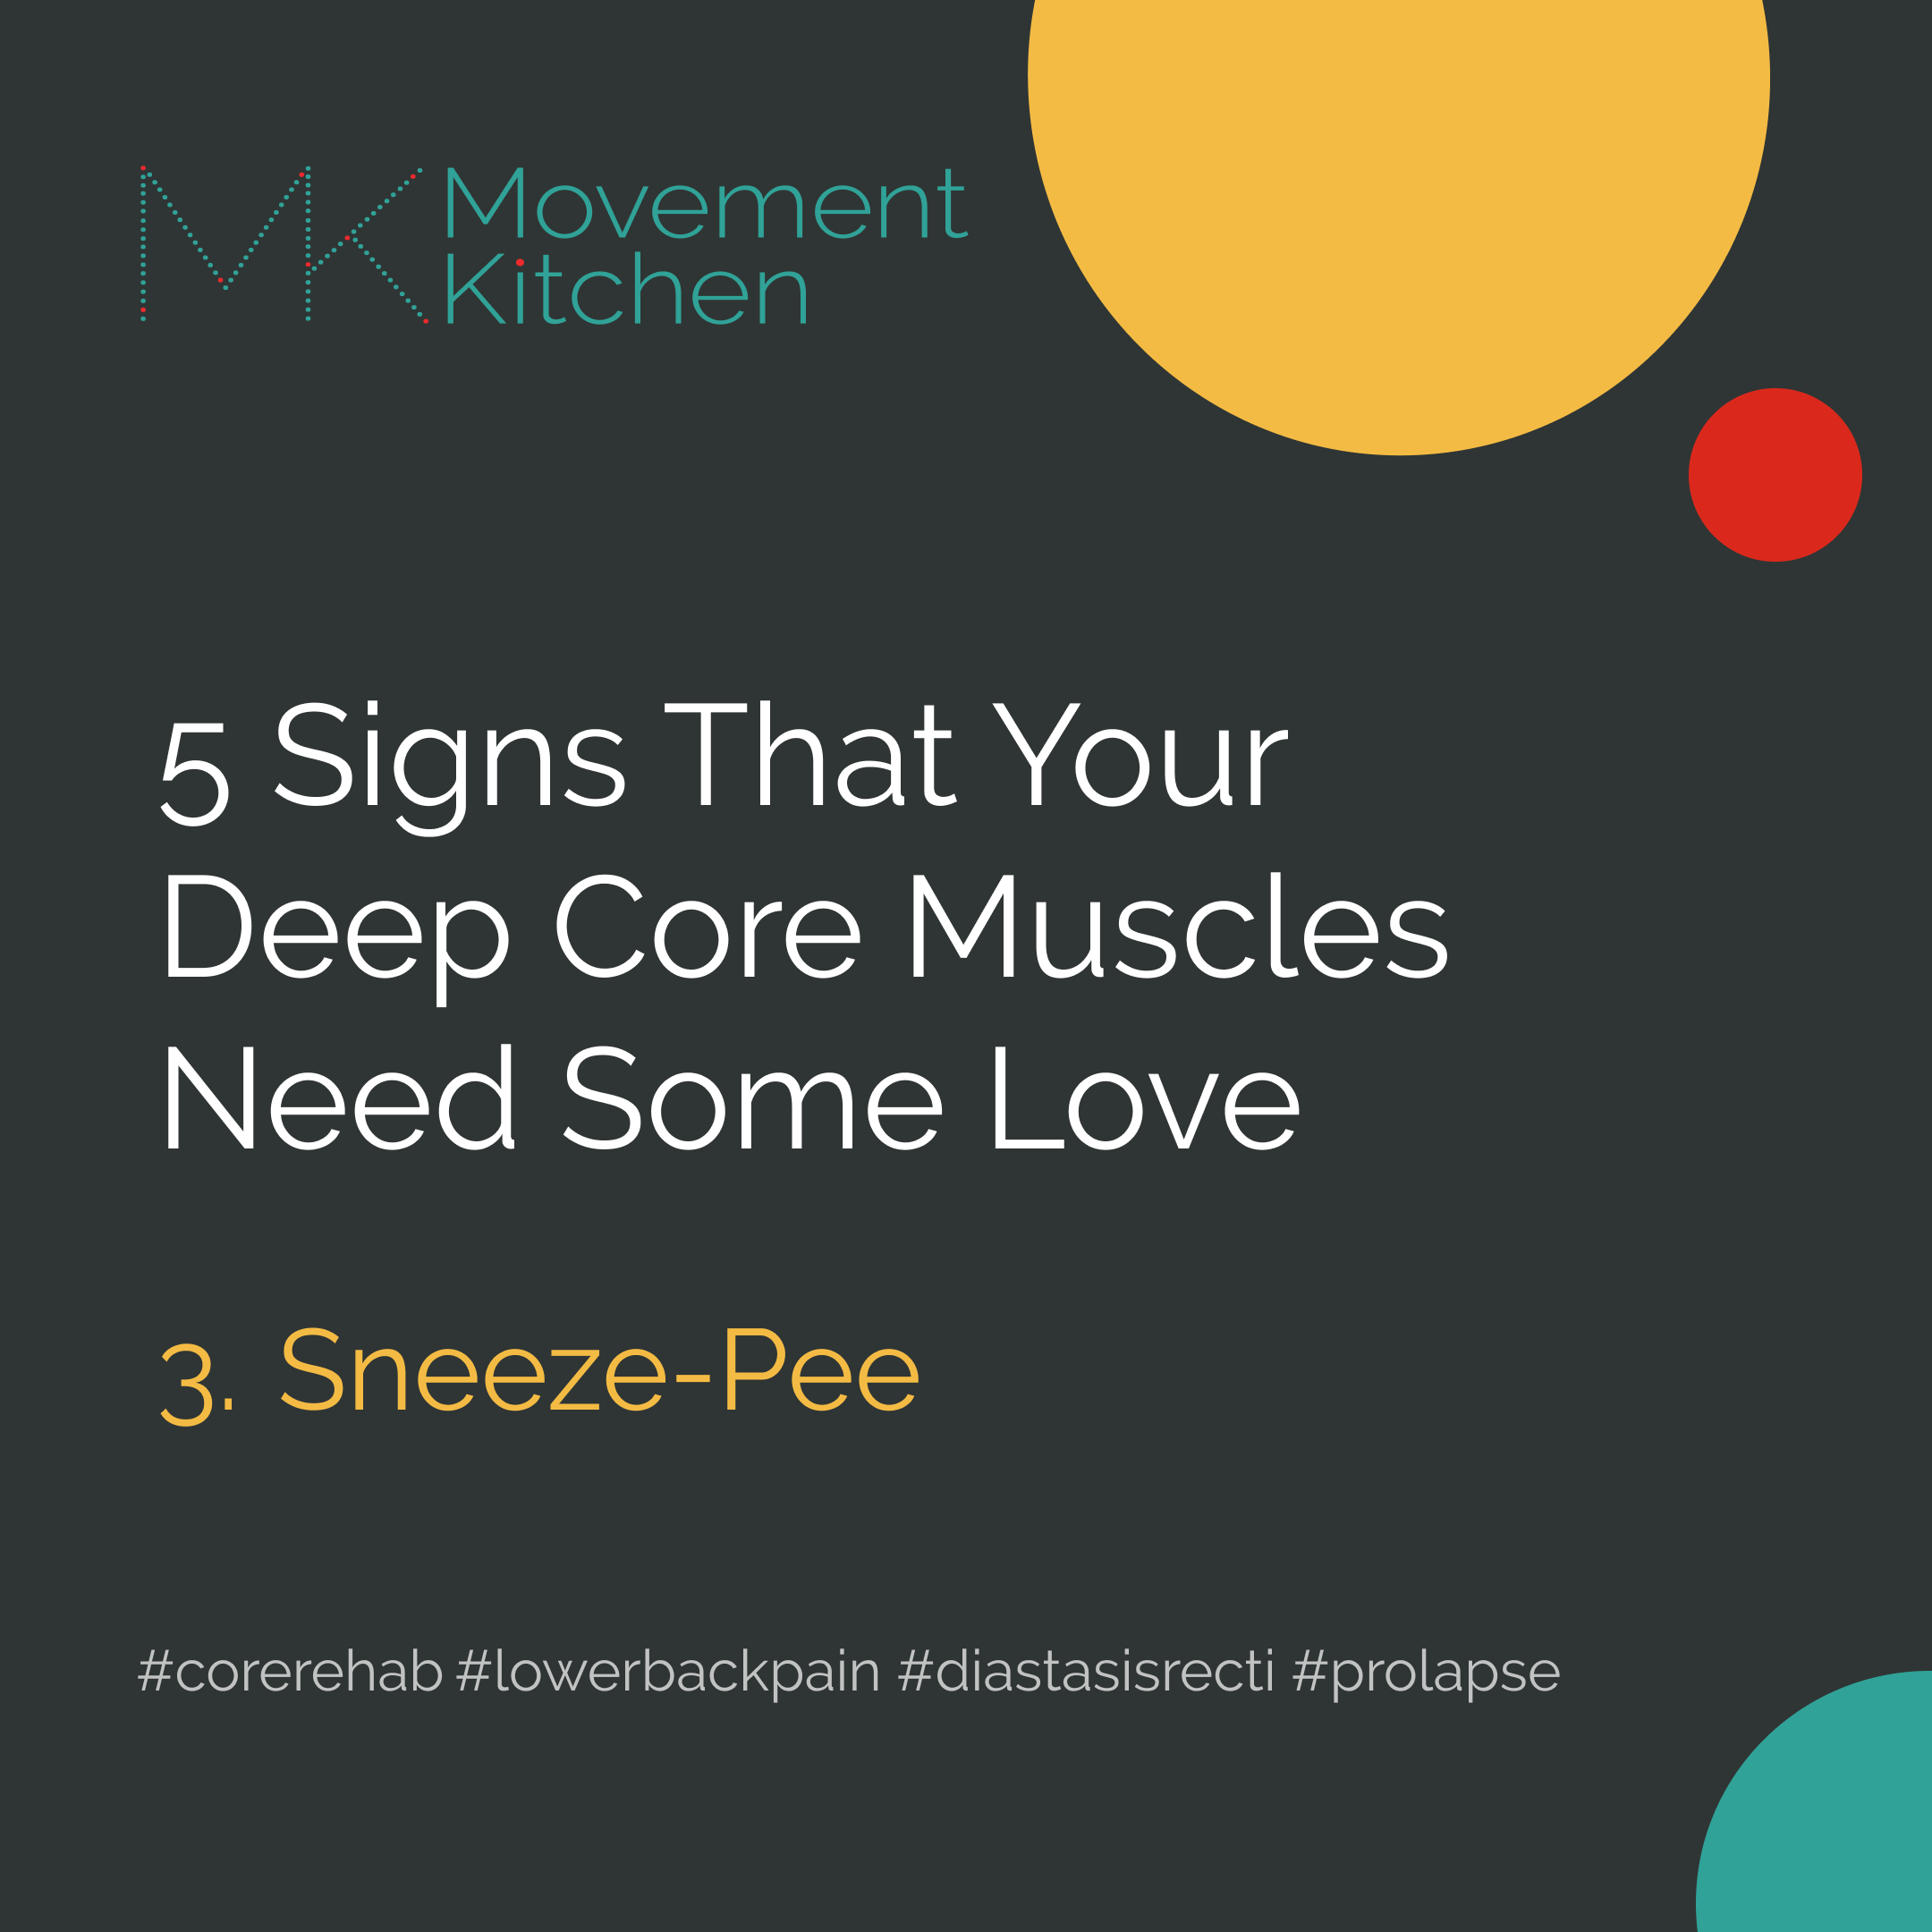 MK Movement
Kitchen
5 Signs That Your
Deep Core Muscles
Need Some Love
3. Sneeze-Pee
#corerehab #lowerbackpain #diastasisrecti #prolapse